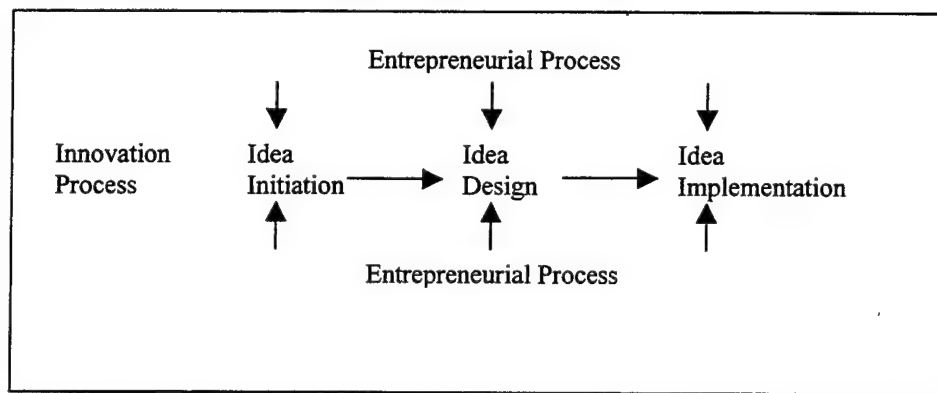 Entrepreneurial Process
Innovation Process
Idea Initiation
Idea Design
Idea Implementation
Entrepreneurial Process